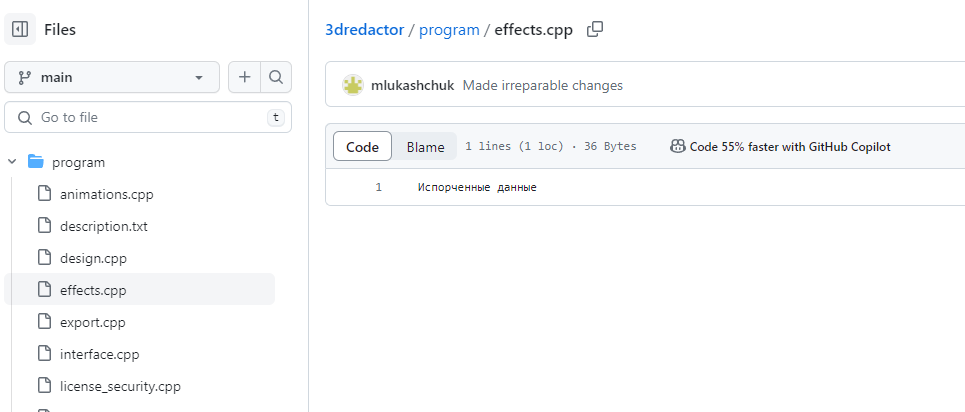 Files
main
Go to file
t
program
animations.cpp
description.txt
design.cpp
effects.cpp
export.cpp
interface.cpp
license_security.cpp
3dredactor / program / effects.cpp
mlukashchuk Made irreparable changes
Code Blame 1 lines (1 loc) · 36 Bytes Code 55% faster with GitHub Copilot
1 Испорченные данные